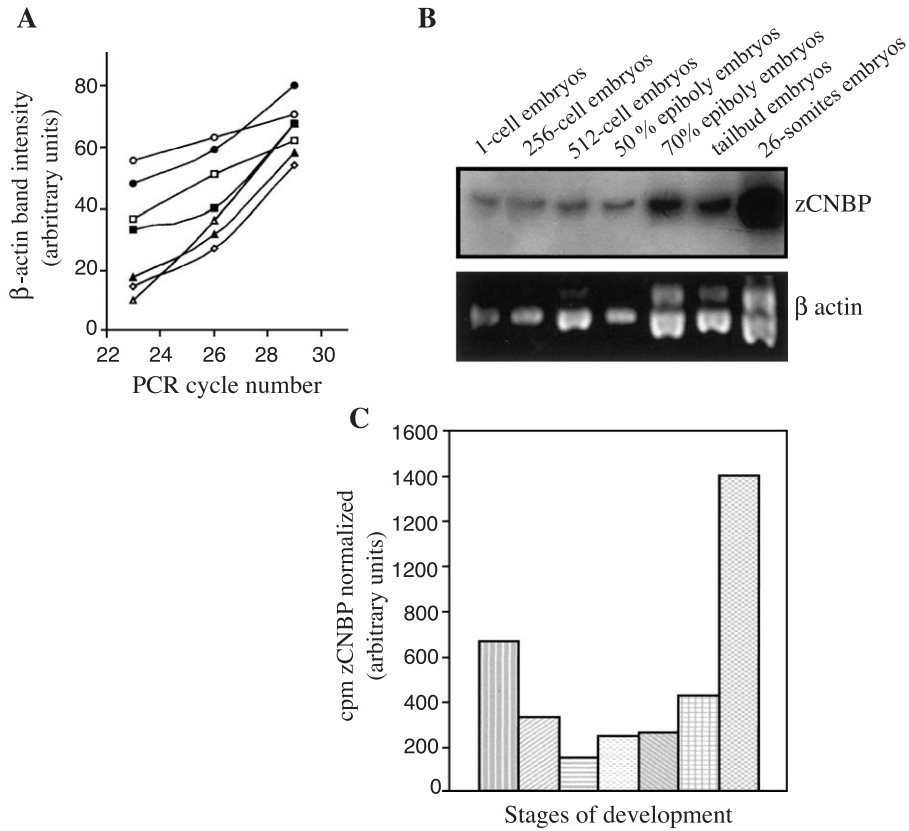 A
β-actin band intensity
(arbritrary units)
80
60
40
20
0
22
24
26
28
30
PCR cycle number
B
1-cell embryos
256-cell embryos
512-cell embryos
50 % epiboly embryos
70% epiboly embryos
tailbud embryos
26-somites embryos
zCNBP
β actin
C
cpm zCNBP normalized
(arbitrary units)
1600
1400
1200
1200
800
600
400
200
0
Stages of development